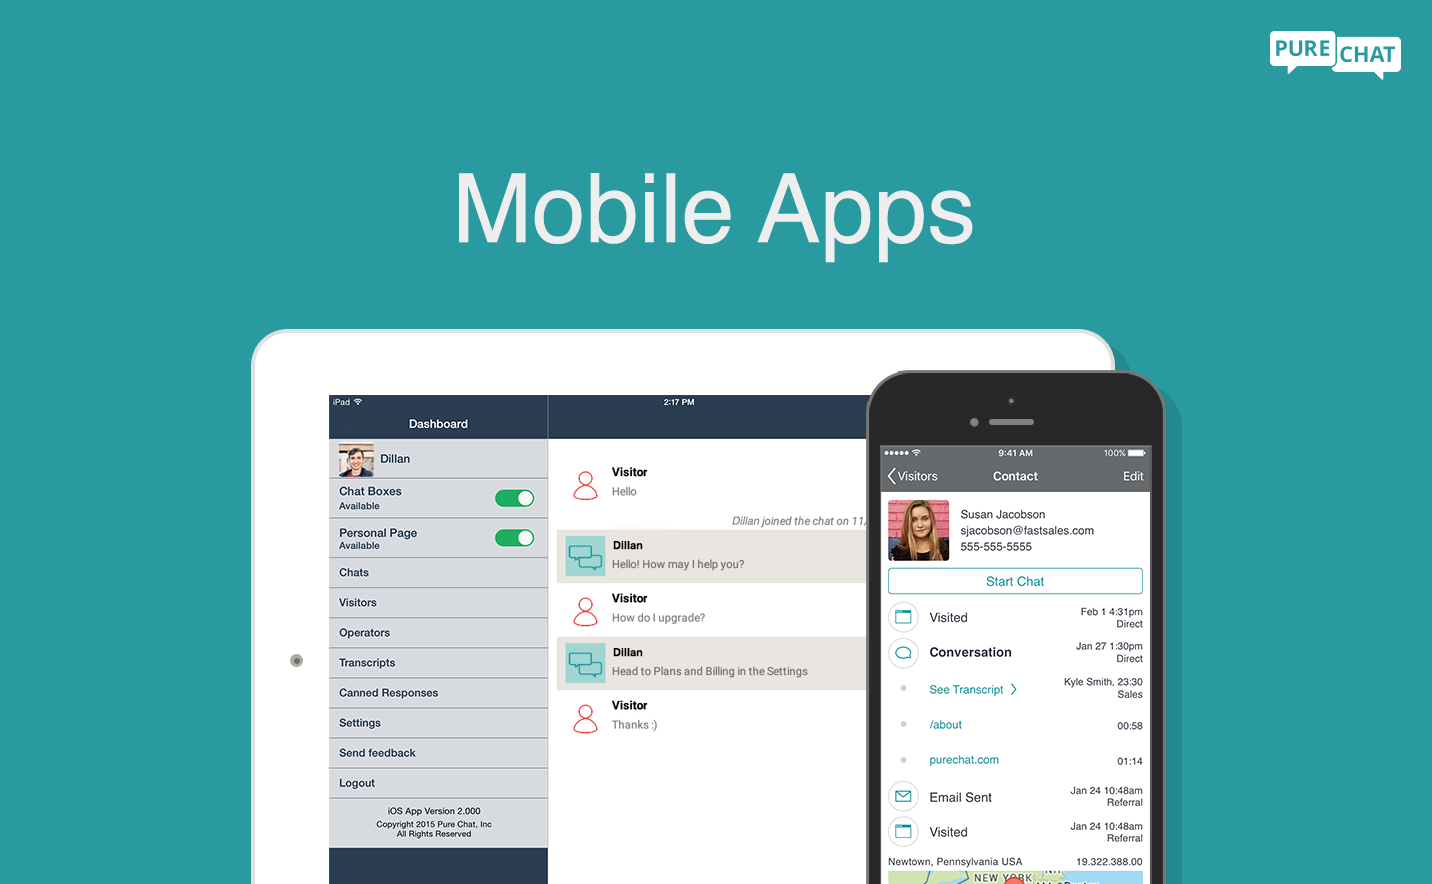 PURE CHAT
Mobile Apps
iPad
2:17 PM
Dashboard
Dillan
Chat Boxes
Available
Personal Page
Available
Chats
Visitors
Operators
Transcripts
Canned Responses
Settings
Send feedback
Logout
iOS App Version 2.000
Copyright 2015 Pure Chat, Inc
All Rights Reserved
Visitor
Hello
Dillan joined the chat on 11/
Dillan
Hello! How may I help you?
Visitor
How do I upgrade?
Dillan
Head to Plans and Billing in the Settings
Visitor
Thanks :)
9:41 AM 100%
Visitors Contact Edit
Susan Jacobson
sjacobson@fastsales.com
555-555-5555
Start Chat
Visited Feb 1 4:31pm
Direct
Conversation Jan 27 1:30pm
Direct
See Transcript Kyle Smith, 23:30
Sales
/about 00:58
purechat.com 01:14
Email Sent Jan 24 10:48am
Referral
Visited Jan 24 10:48am
Referral
Newtown, Pennsylvania USA 19.322.388.00
NEW YORK